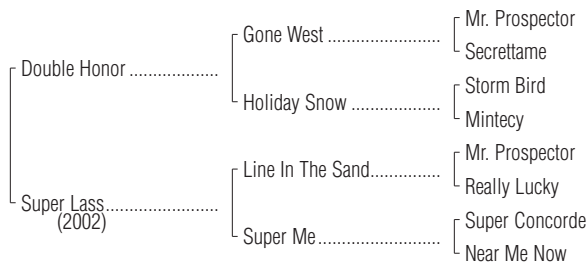 Mr. Prospector
Gone West ........................
Secrettame
Double Honor ...................
Storm Bird
Holiday Snow ...................
Mintecy
Mr. Prospector
Line In The Sand...............
Really Lucky
Super Lass........................
(2002)
Super Concorde
Super Me..........................
Near Me Now